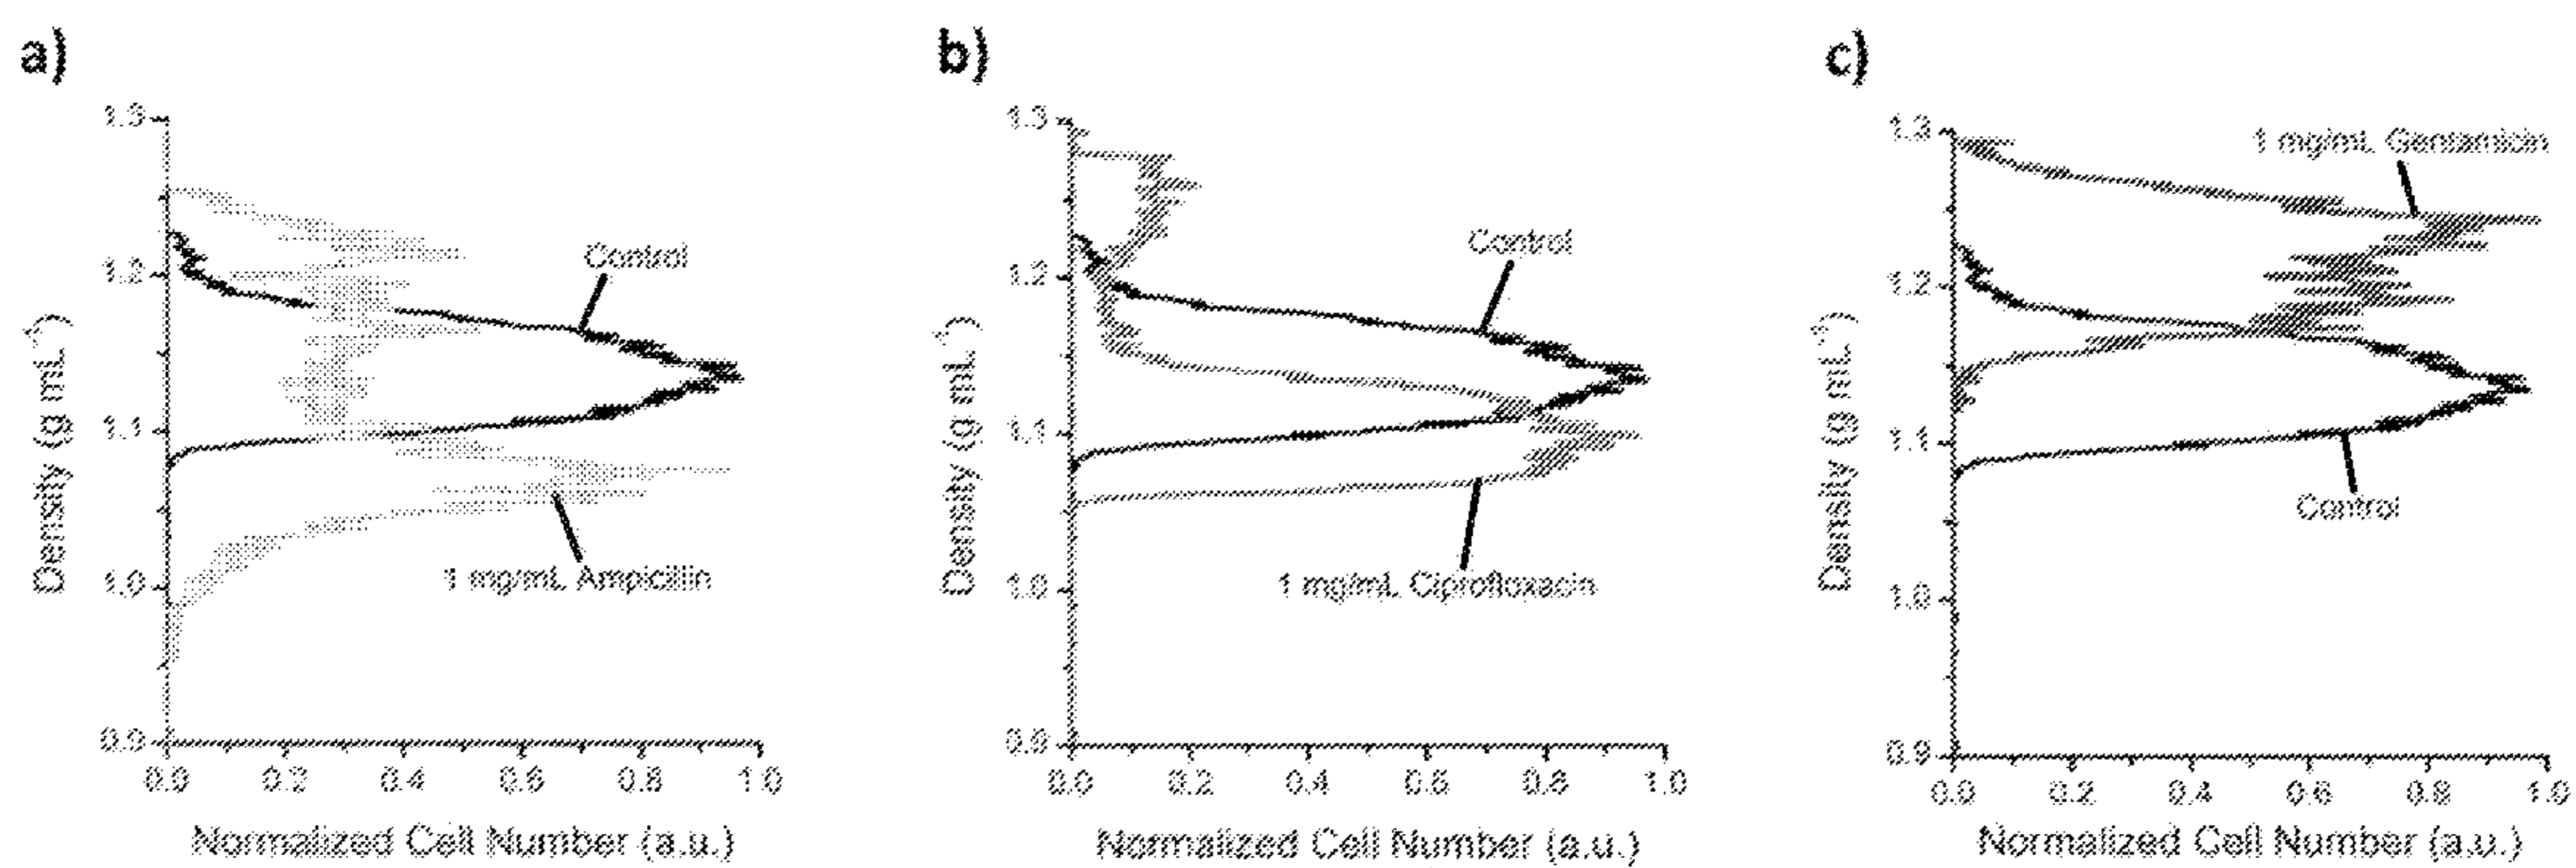 a)
1.3
1.2
1.1
1.0
0.9
Density (g mL⁻¹)
Control
1 mg/mL Ampicillin
0.0 0.2 0.4 0.6 0.8 1.0
Normalized Cell Number (a.u.)
b)
1.3
1.2
1.1
1.0
0.9
Density (g mL⁻¹)
Control
1 mg/mL Ciprofloxacin
0.0 0.2 0.4 0.6 0.8 1.0
Normalized Cell Number (a.u.)
c)
1.3
1.2
1.1
1.0
0.9
Density (g mL⁻¹)
1 mg/mL Gentamicin
Control
0.0 0.2 0.4 0.6 0.8 1.0
Normalized Cell Number (a.u.)